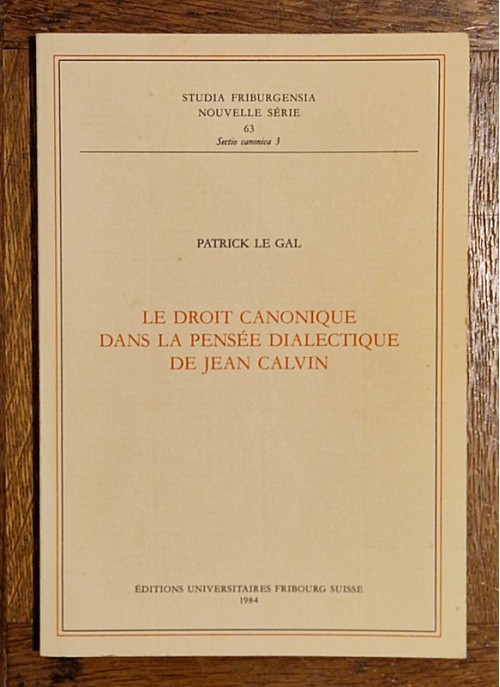 STUDIA FRIBURGENSIA
NOUVELLE SÉRIE
63
Sectio canonica 3
PATRICK LE GAL
LE DROIT CANONIQUE
DANS LA PENSÉE DIALECTIQUE
DE JEAN CALVIN
ÉDITIONS UNIVERSITAIRES FRIBOURG SUISSE
1984